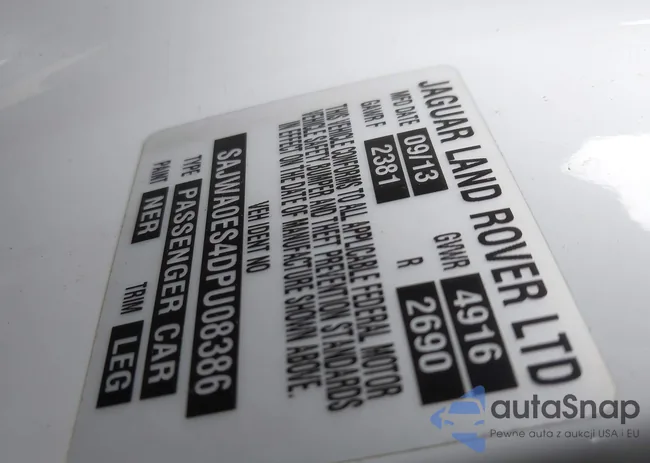 JAGUAR LAND ROVER LTD
MFD DATE 09/13 GWWR 4916
GAWR F 2381 R 2690
THIS VEHICLE CONFORMS TO ALL APPLICABLE FEDERAL MOTOR
VEHICLE SAFETY, BUMPER AND THEFT PREVENTION STANDARDS
IN EFFECT ON THE DATE OF MANUFACTURE SHOWN ABOVE.
VEH IDENT NO
SAJWA0ES4DPU08386
TYPE PASSENGER CAR
PAINT NER TRIM LEG
autaSnap
Pewne auta z aukcji USA i EU